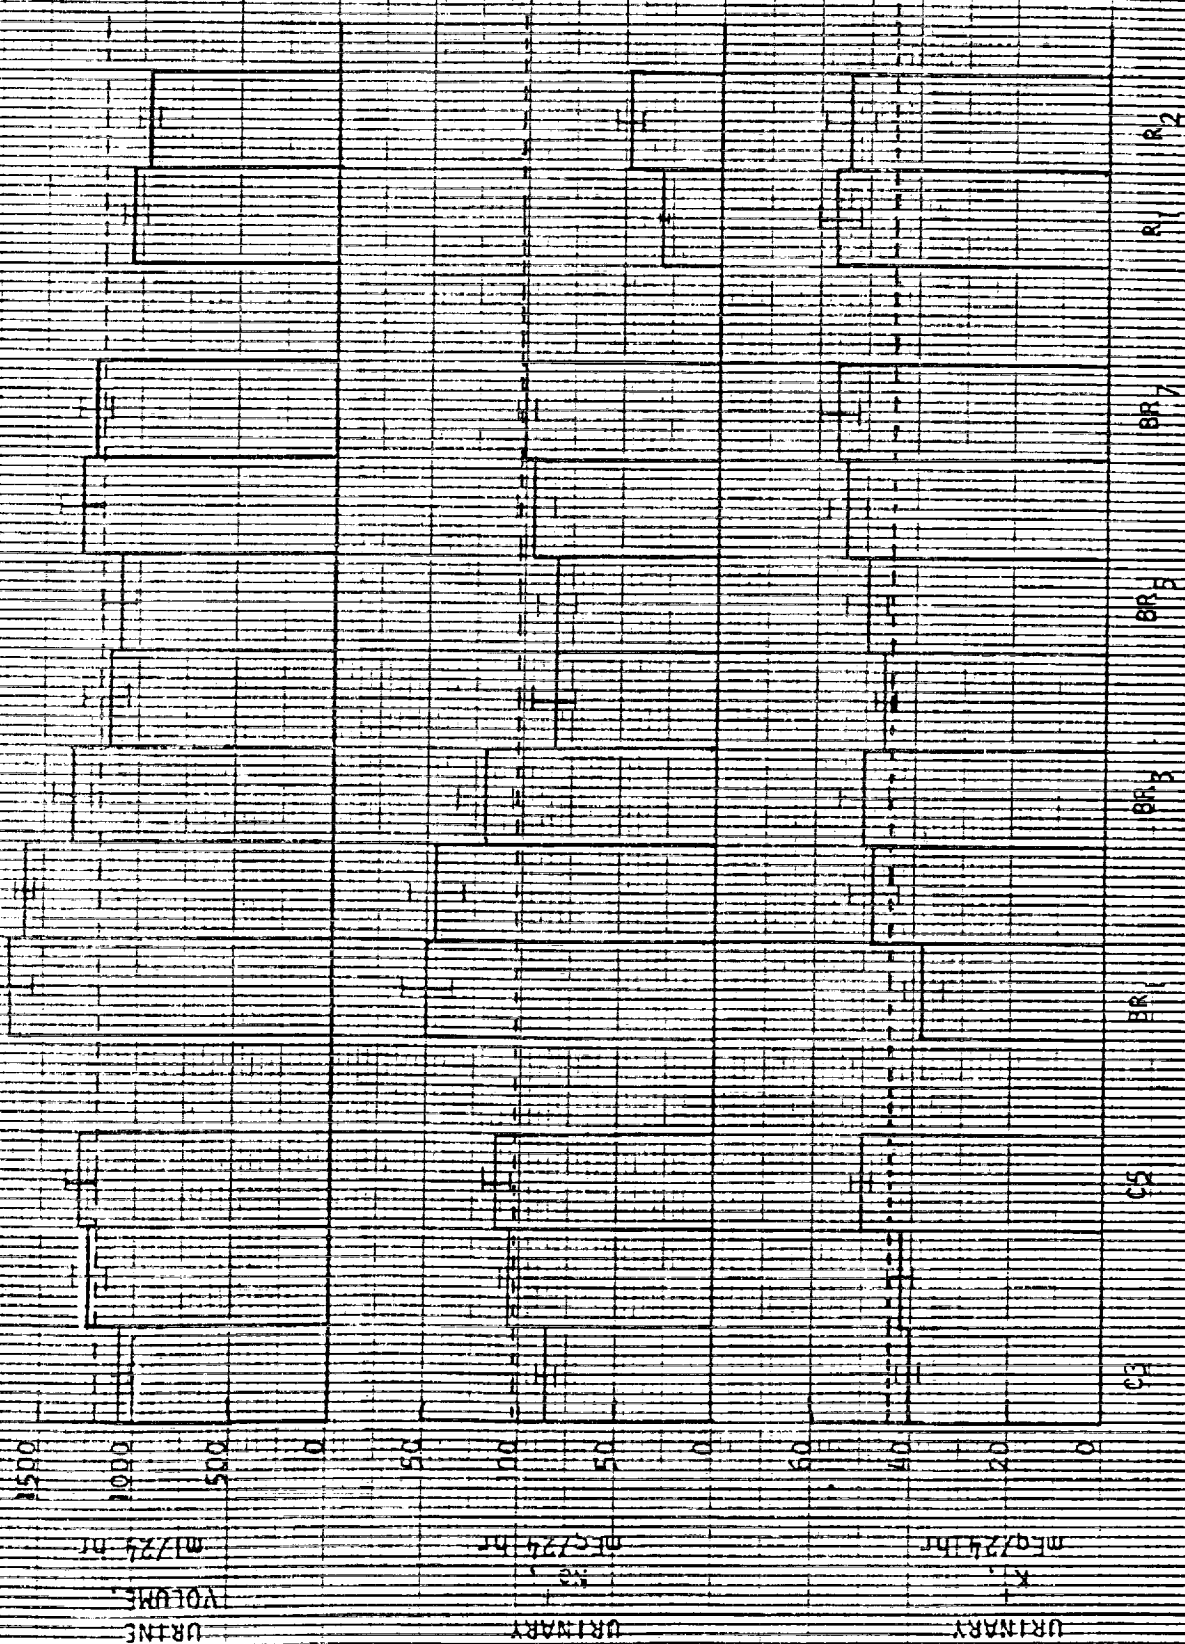 URINE
VOLUME,
ml/24 hr
1500
1000
500
0
URINARY
Na,
mEq/24 hr
150
100
50
0
URINARY
K,
mEq/24 hr
60
40
20
0
C3 C5 BR1 BR3 BR5 BR7 R1 R2